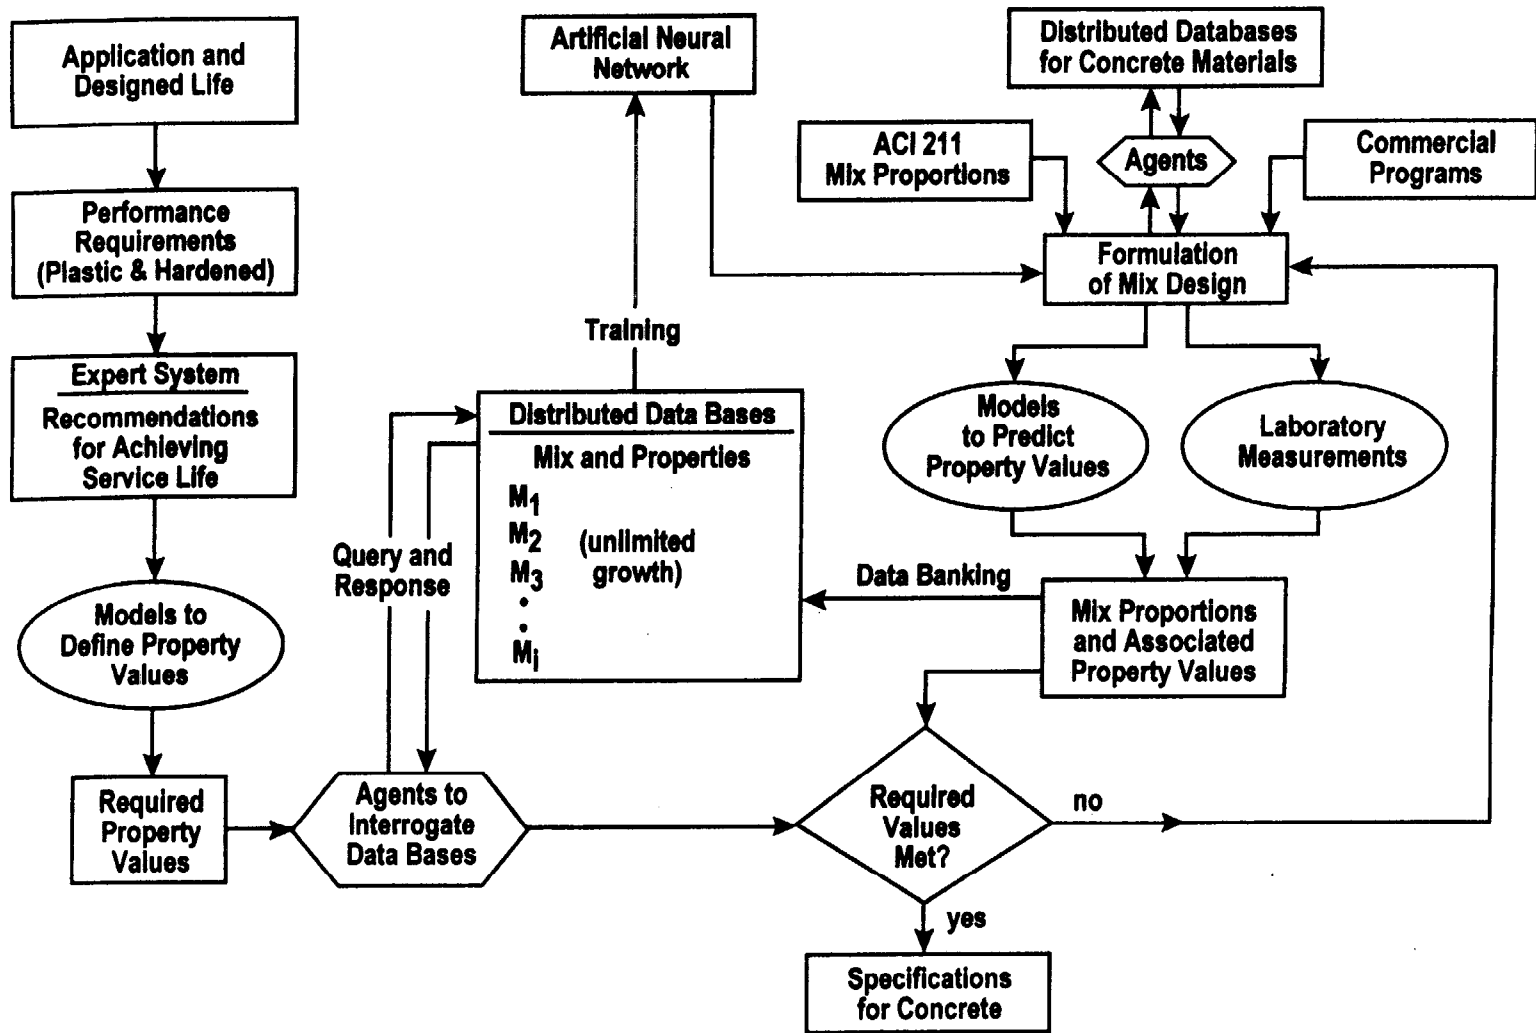 Application and
Designed Life
Performance
Requirements
(Plastic & Hardened)
Expert System
Recommendations
for Achieving
Service Life
Models to
Define Property
Values
Required
Property
Values
Artificial Neural
Network
Training
Distributed Data Bases
Mix and Properties
M1
M2
M3
.
.
Mi
(unlimited
growth)
Query and
Response
Agents to
Interrogate
Data Bases
Distributed Databases
for Concrete Materials
ACI 211
Mix Proportions
Agents
Commercial
Programs
Formulation
of Mix Design
Models
to Predict
Property Values
Laboratory
Measurements
Data Banking
Mix Proportions
and Associated
Property Values
Required
Values
Met?
no
yes
Specifications
for Concrete